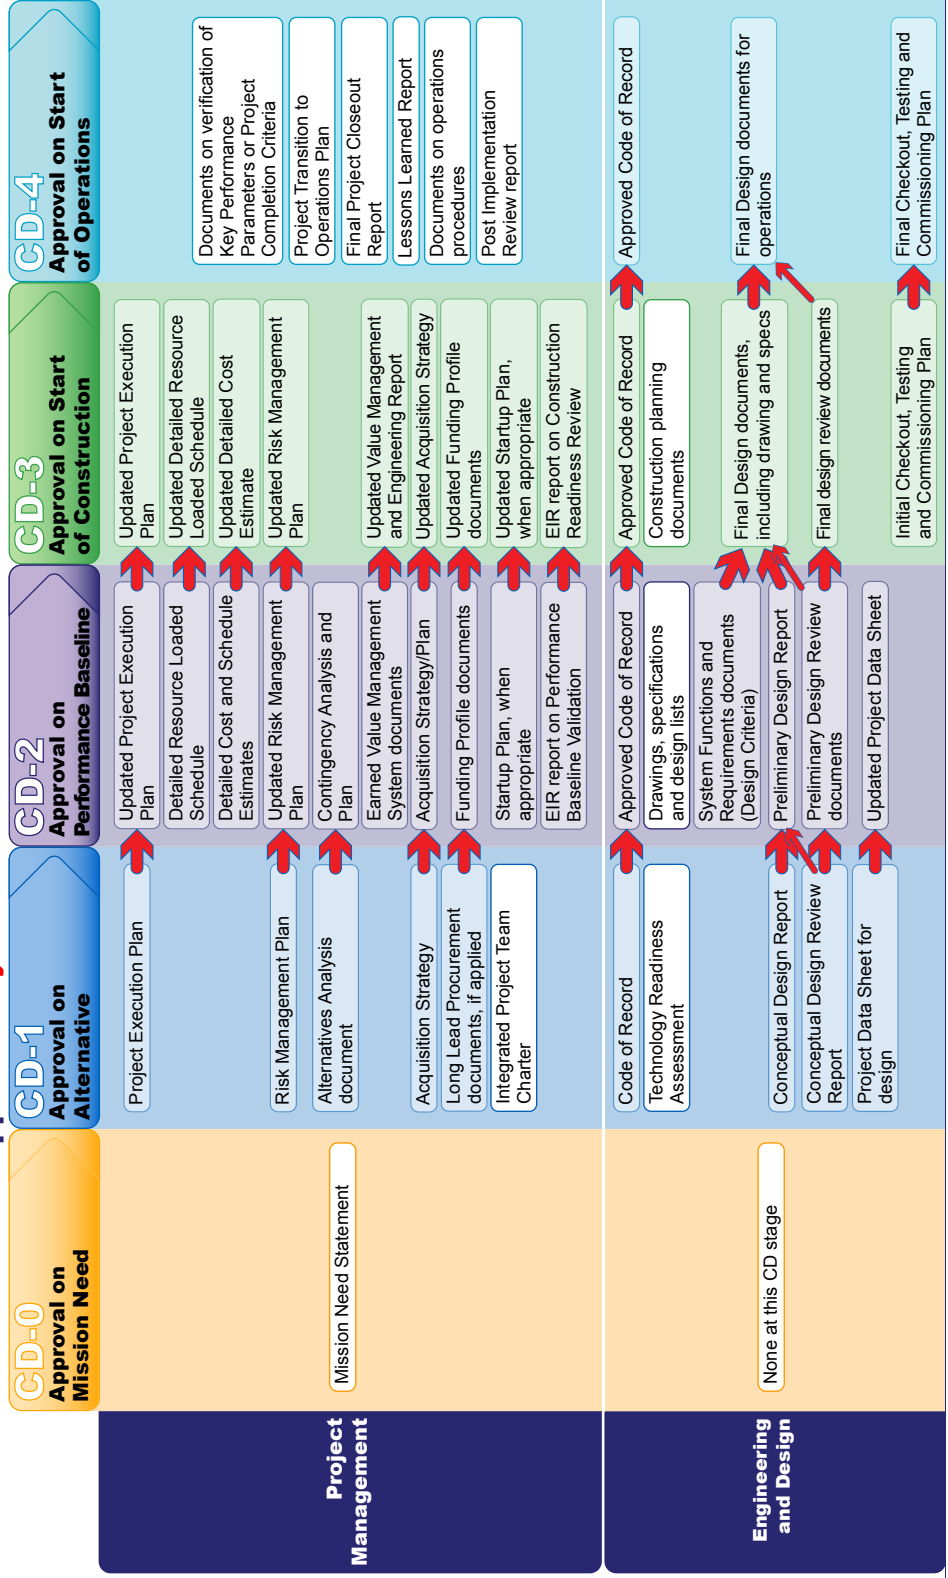 CD-0
Approval on
Mission Need
CD-1
Approval on
Alternative
CD-2
Approval on
Performance Baseline
CD-3
Approval on Start
of Construction
CD-4
Approval on Start
of Operations
Project
Management
Mission Need Statement
Project Execution Plan
Risk Management Plan
Alternatives Analysis
document
Acquisition Strategy
Long Lead Procurement
documents, if applied
Integrated Project Team
Charter
Updated Project Execution
Plan
Detailed Resource Loaded
Schedule
Detailed Cost and Schedule
Estimates
Updated Risk Management
Plan
Contingency Analysis and
Plan
Earned Value Management
System documents
Acquisition Strategy/Plan
Funding Profile documents
Startup Plan, when
appropriate
EIR report on Performance
Baseline Validation
Updated Project Execution
Plan
Updated Detailed Resource
Loaded Schedule
Updated Detailed Cost
Estimate
Updated Risk Management
Plan
Updated Value Management
and Engineering Report
Updated Acquisition Strategy
Updated Funding Profile
documents
Updated Startup Plan,
when appropriate
EIR report on Construction
Readiness Review
Documents on verification of
Key Performance
Parameters or Project
Completion Criteria
Project Transition to
Operations Plan
Final Project Closeout
Report
Lessons Learned Report
Documents on operations
procedures
Post Implementation
Review report
Engineering
and Design
None at this CD stage
Code of Record
Technology Readiness
Assessment
Conceptual Design Report
Conceptual Design Review
Report
Project Data Sheet for
design
Approved Code of Record
Drawings, specifications
and design lists
System Functions and
Requirements documents
(Design Criteria)
Preliminary Design Report
Preliminary Design Review
documents
Updated Project Data Sheet
Approved Code of Record
Construction planning
documents
Final Design documents,
including drawing and specs
Final design review documents
Initial Checkout, Testing
and Commissioning Plan
Approved Code of Record
Final Design documents for
operations
Final Checkout, Testing and
Commissioning Plan